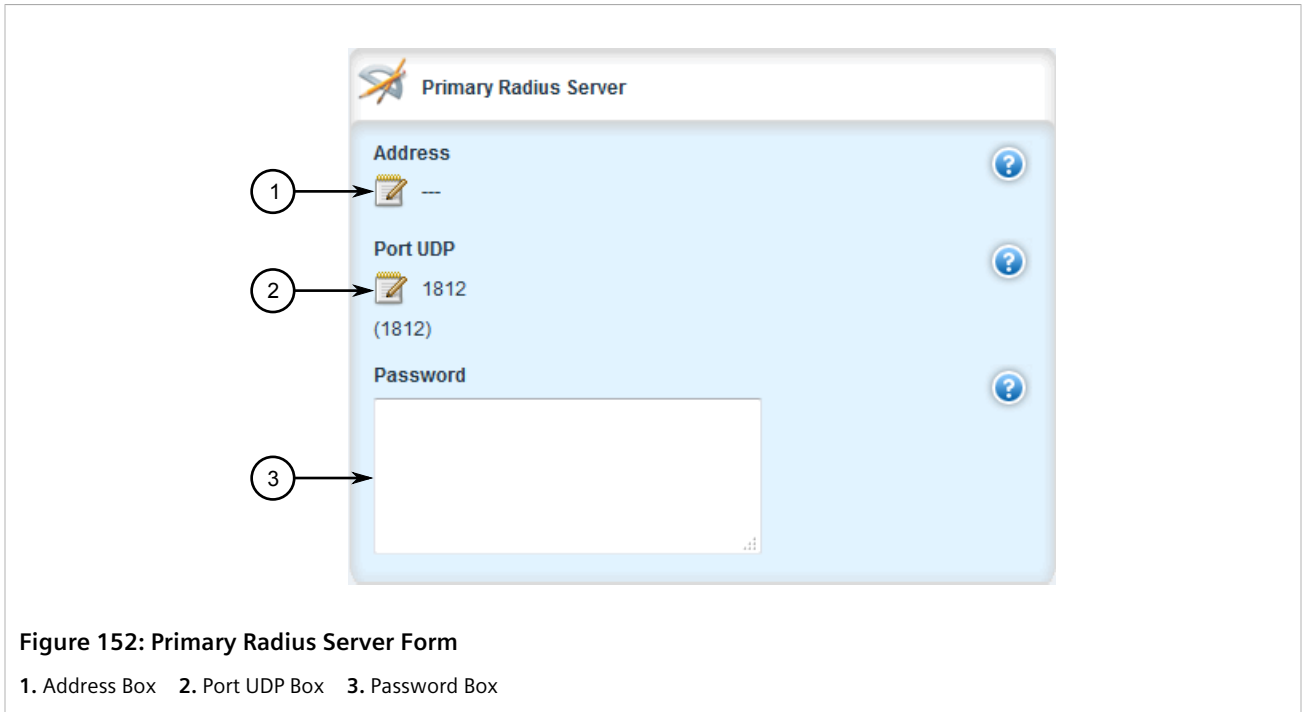 Primary Radius Server
Address
1
---
Port UDP
2
1812
(1812)
Password
3
Figure 152: Primary Radius Server Form
1. Address Box 2. Port UDP Box 3. Password Box